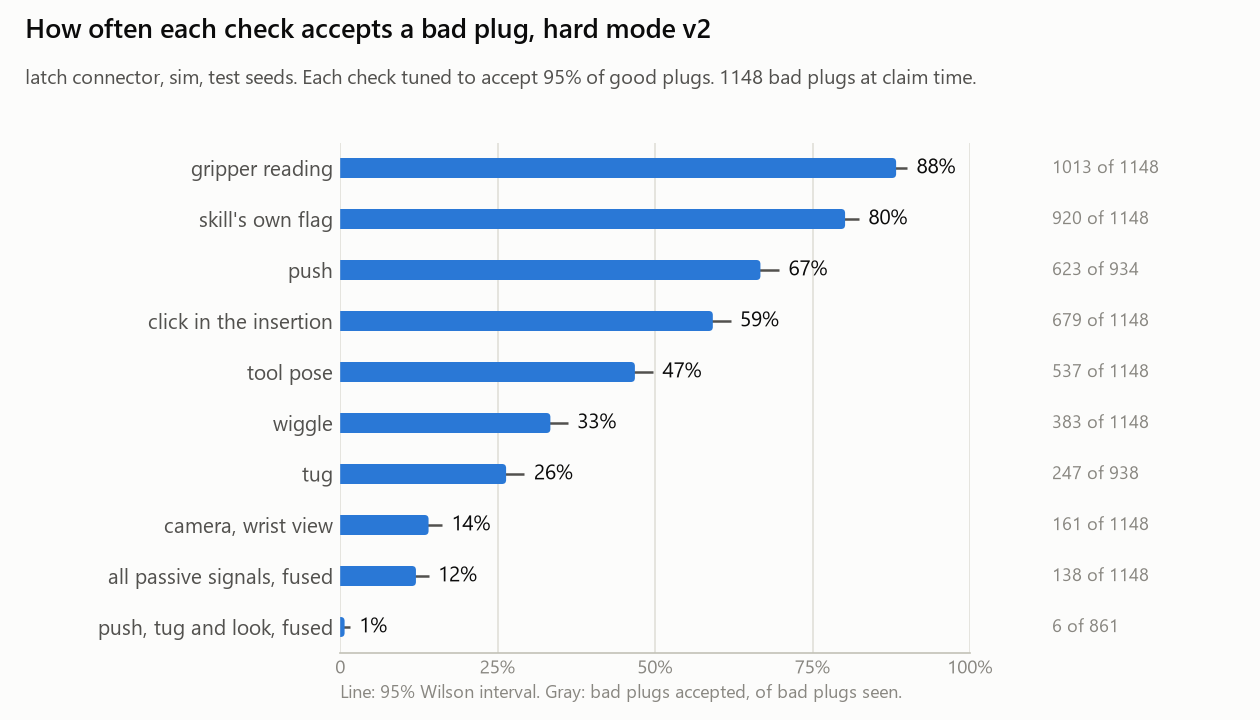 How often each check accepts a bad plug, hard mode v2
latch connector, sim, test seeds. Each check tuned to accept 95% of good plugs. 1148 bad plugs at claim time.
gripper reading 88% 1013 of 1148
skill's own flag 80% 920 of 1148
push 67% 623 of 934
click in the insertion 59% 679 of 1148
tool pose 47% 537 of 1148
wiggle 33% 383 of 1148
tug 26% 247 of 938
camera, wrist view 14% 161 of 1148
all passive signals, fused 12% 138 of 1148
push, tug and look, fused 1% 6 of 861
0 25% 50% 75% 100%
Line: 95% Wilson interval. Gray: bad plugs accepted, of bad plugs seen.